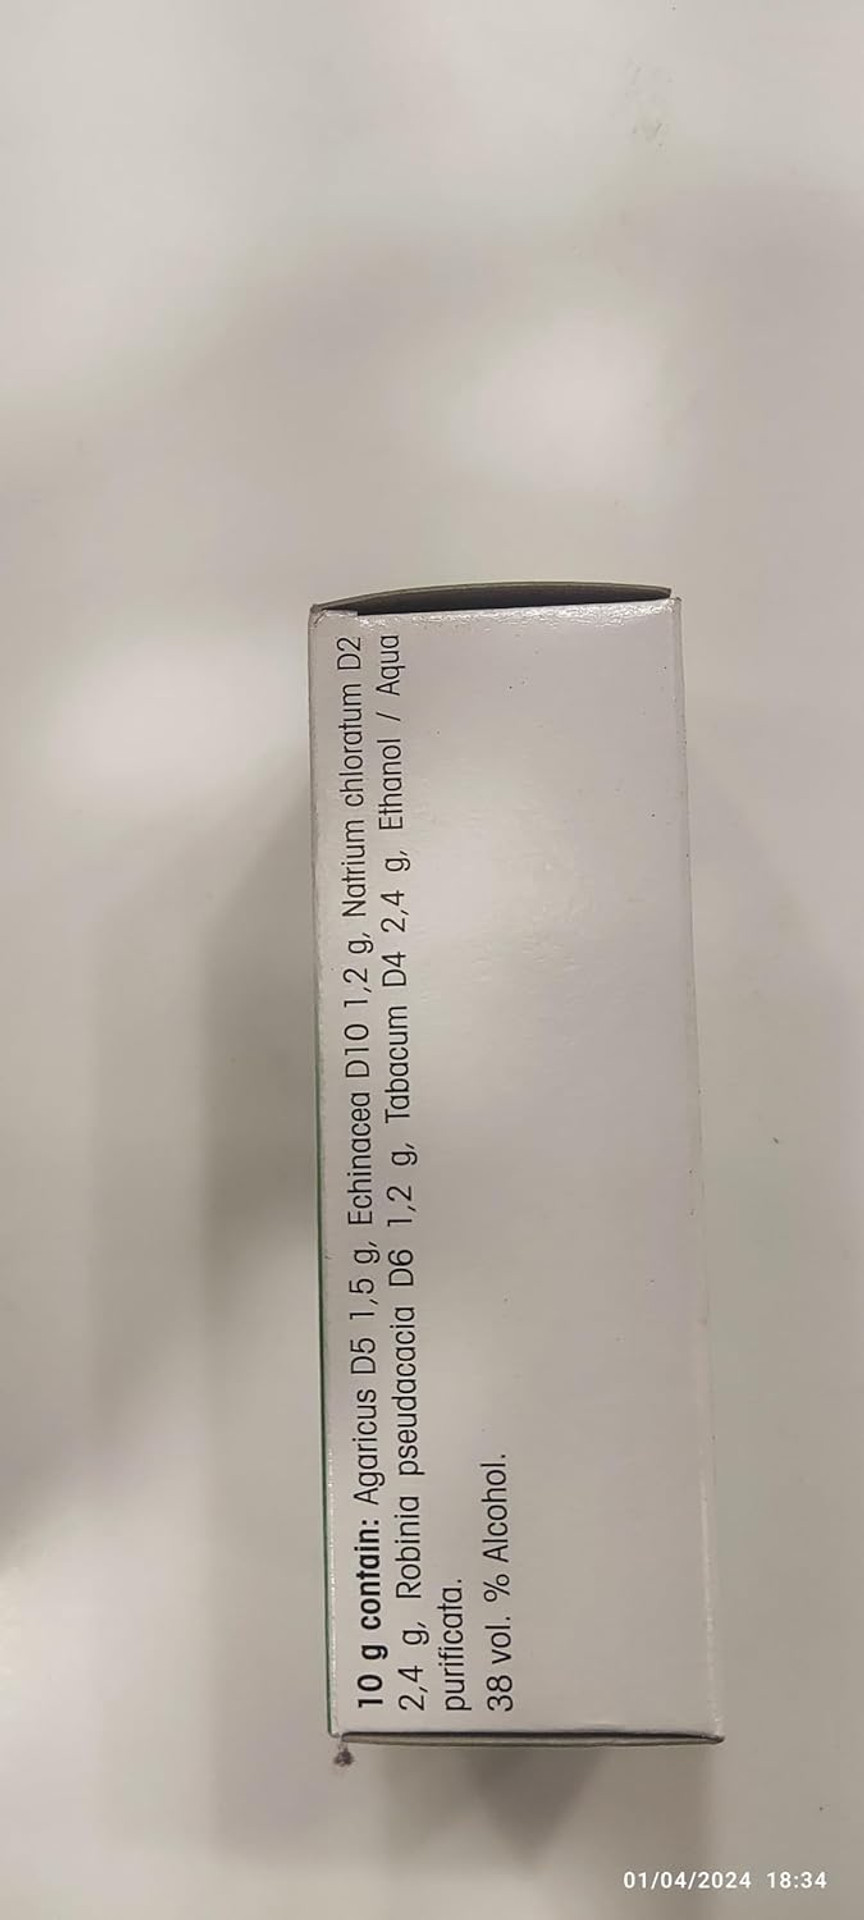 10 g contain: Agaricus D5 1,5 g, Echinacea D10 1,2 g, Natrium chloratum D2
2,4 g, Robinia pseudacacia D6 1,2 g, Tabacum D4 2,4 g, Ethanol / Aqua
purificata.
38 vol. % Alcohol.
01/04/2024 18:34